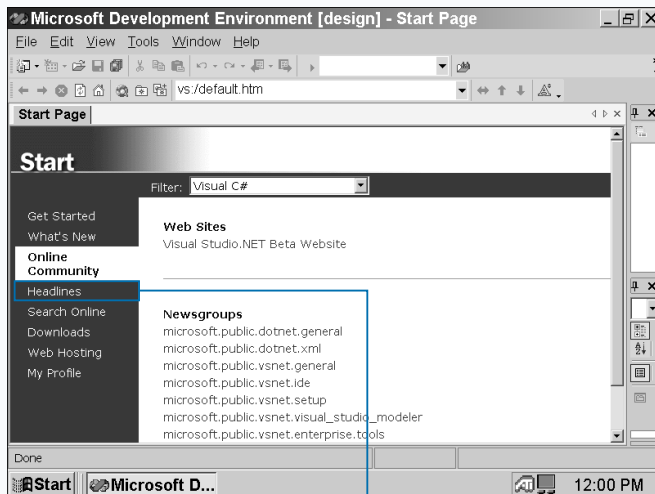 Microsoft Development Environment [design] - Start Page
File Edit View Tools Window Help
vs:/default.htm
Start Page
Start
Filter: Visual C#
Get Started
What's New
Online
Community
Headlines
Search Online
Downloads
Web Hosting
My Profile
Web Sites
Visual Studio.NET Beta Website
Newsgroups
microsoft.public.dotnet.general
microsoft.public.dotnet.xml
microsoft.public.vsnet.general
microsoft.public.vsnet.ide
microsoft.public.vsnet.setup
microsoft.public.vsnet.visual_studio_modeler
microsoft.public.vsnet.enterprise.tools
Done
Start Microsoft D... 12:00 PM